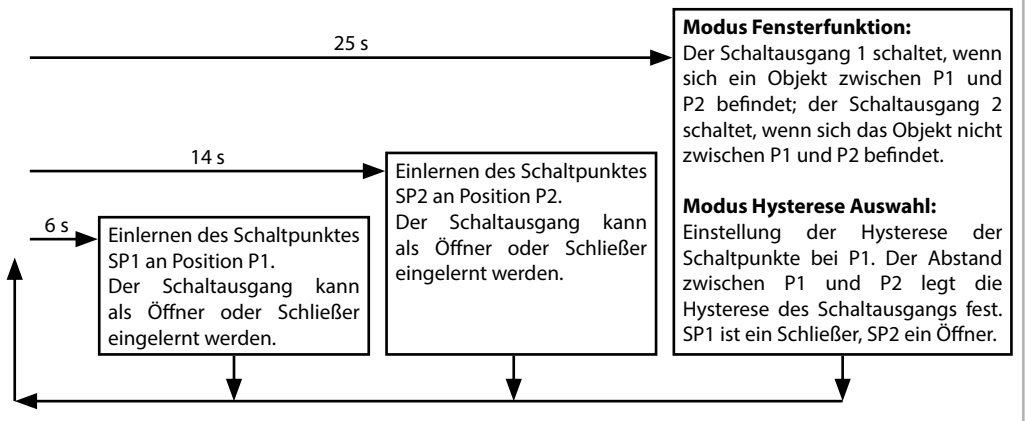 25 s
Modus Fensterfunktion:
Der Schaltausgang 1 schaltet, wenn
sich ein Objekt zwischen P1 und
P2 befindet; der Schaltausgang 2
schaltet, wenn sich das Objekt nicht
zwischen P1 und P2 befindet.
Modus Hysterese Auswahl:
Einstellung der Hysterese der
Schaltpunkte bei P1. Der Abstand
zwischen P1 und P2 legt die
Hysterese des Schaltausgangs fest.
SP1 ist ein Schließer, SP2 ein Öffner.
14 s
Einlernen des Schaltpunktes
SP2 an Position P2.
Der Schaltausgang kann
als Öffner oder Schließer
eingelernt werden.
6 s
Einlernen des Schaltpunktes
SP1 an Position P1.
Der Schaltausgang kann
als Öffner oder Schließer
eingelernt werden.